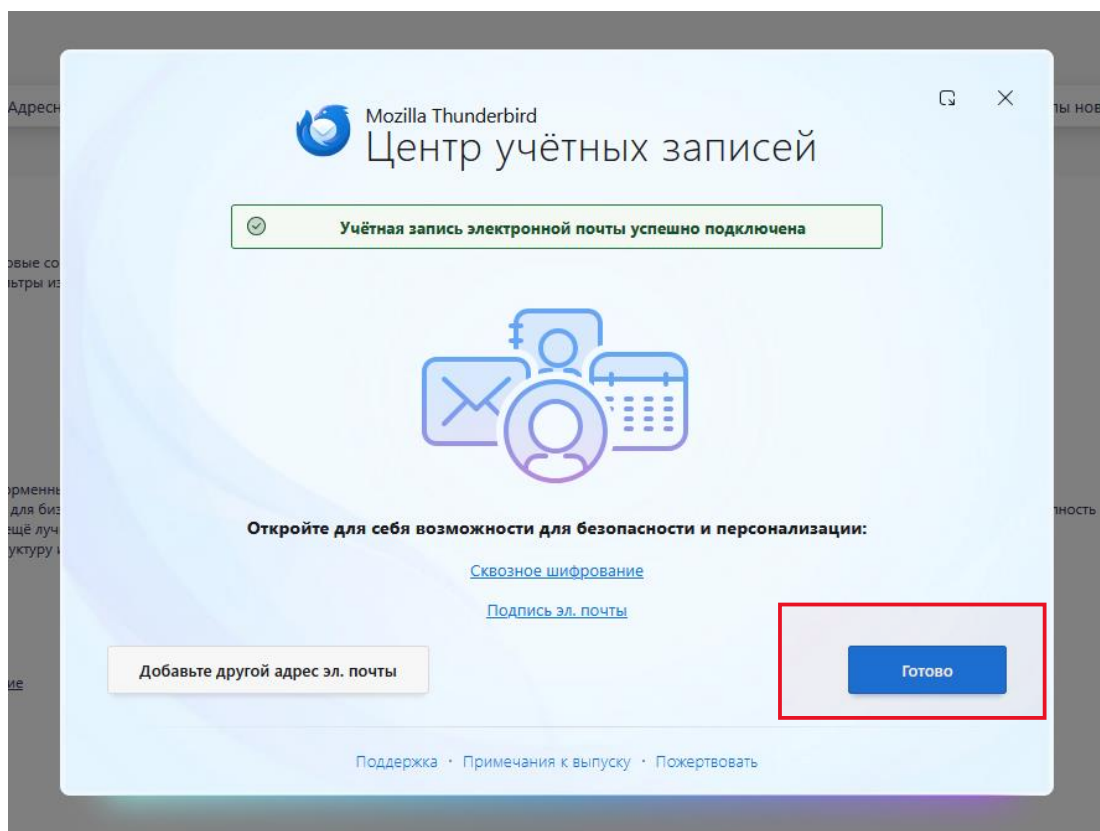 Mozilla Thunderbird
Центр учётных записей
Учётная запись электронной почты успешно подключена
Откройте для себя возможности для безопасности и персонализации:
Сквозное шифрование
Подпись эл. почты
Добавьте другой адрес эл. почты
Готово
для
Поддержка · Примечания к выпуску · Пожертвовать